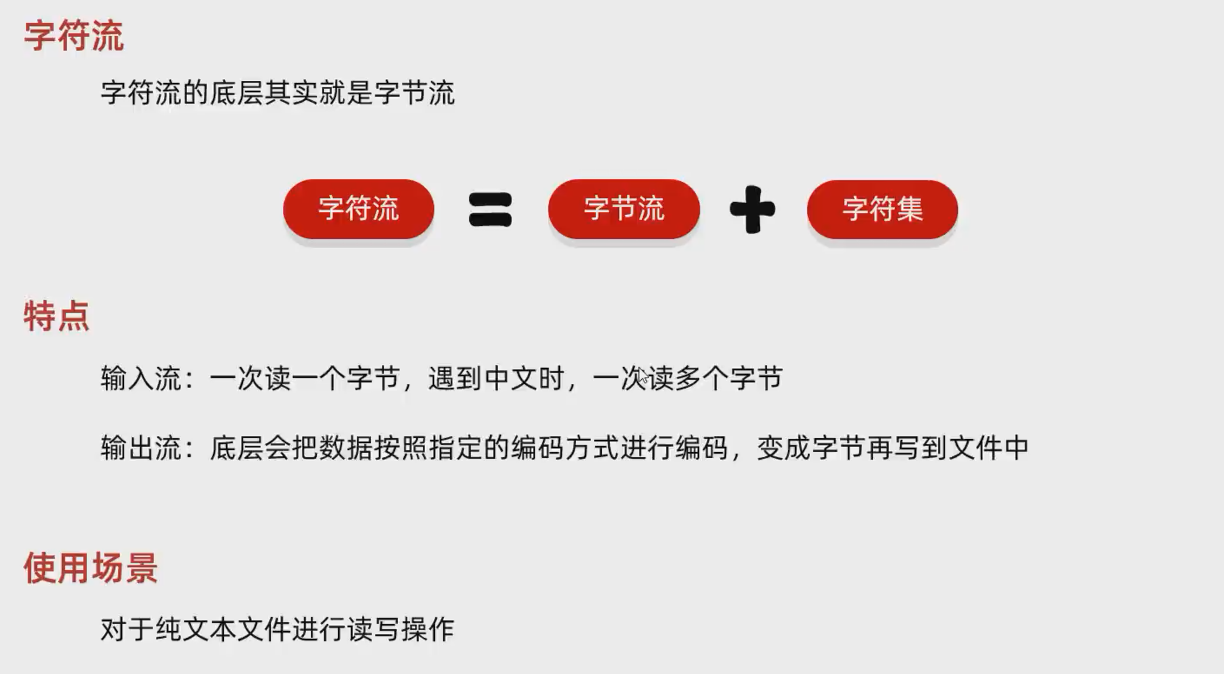 字符流
字符流的底层其实就是字节流
字符流 = 字节流 + 字符集
特点
输入流：一次读一个字节，遇到中文时，一次读多个字节
输出流：底层会把数据按照指定的编码方式进行编码，变成字节再写到文件中
使用场景
对于纯文本文件进行读写操作